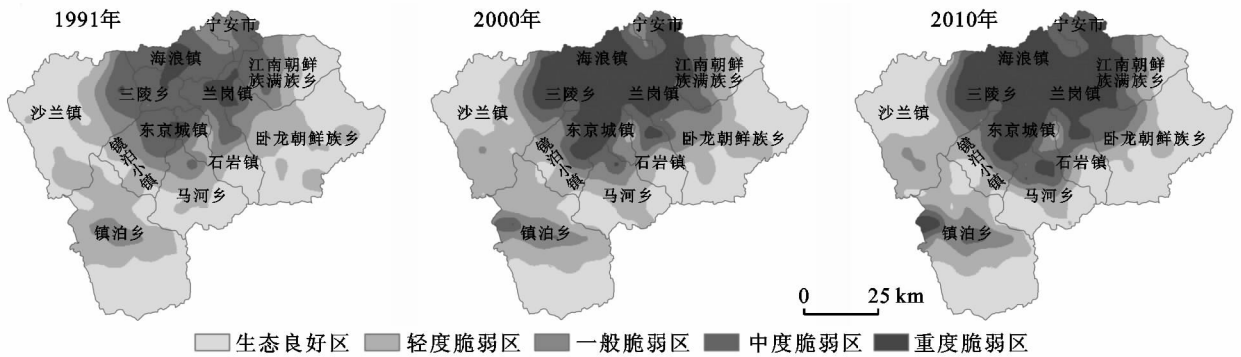 1991年
宁安市
海浪镇
江南朝鲜
族满族乡
三陵乡
兰岗镇
沙兰镇
东京城镇
卧龙朝鲜族乡
镜泊小镇
石岩镇
马河乡
镇泊乡
2000年
宁安市
海浪镇
江南朝鲜
族满族乡
三陵乡
兰岗镇
沙兰镇
东京城镇
卧龙朝鲜族乡
镜泊小镇
石岩镇
马河乡
镇泊乡
2010年
宁安市
海浪镇
江南朝鲜
族满族乡
三陵乡
兰岗镇
沙兰镇
东京城镇
卧龙朝鲜族乡
镜泊小镇
石岩镇
马河乡
镇泊乡
0 25 km
生态良好区 轻度脆弱区 一般脆弱区 中度脆弱区 重度脆弱区